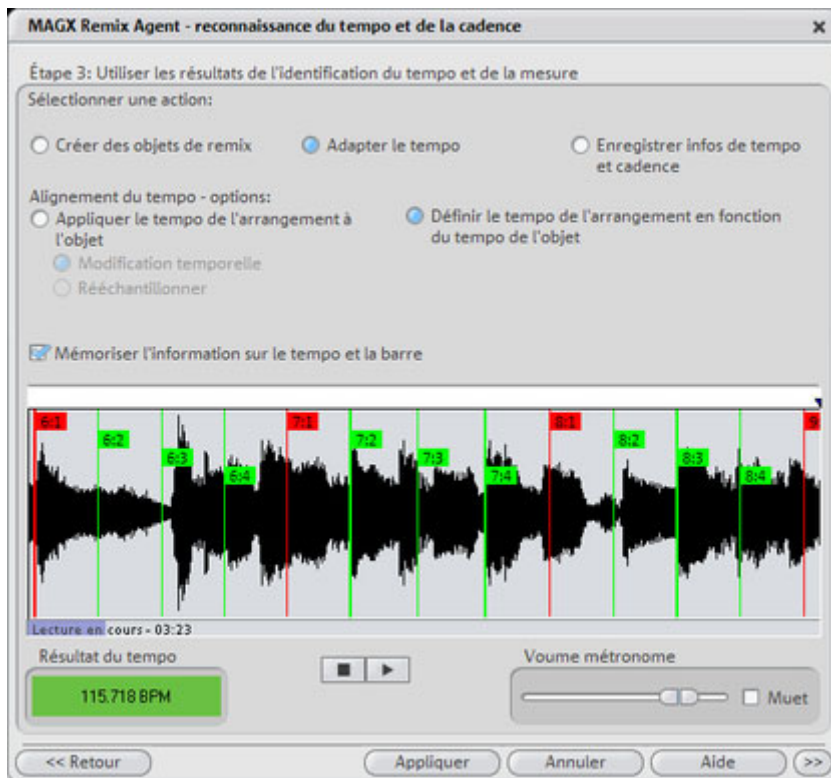 MAGX Remix Agent - reconnaissance du tempo et de la cadence
Étape 3: Utiliser les résultats de l'identification du tempo et de la mesure
Sélectionner une action:
Créer des objets de remix
Adapter le tempo
Enregistrer infos de tempo
et cadence
Alignement du tempo - options:
Appliquer le tempo de l'arrangement à
l'objet
Définir le tempo de l'arrangement en fonction
du tempo de l'objet
Modification temporelle
Rééchantillonner
Mémoriser l'information sur le tempo et la barre
6:1
6:2
6:3
6:4
7:1
7:2
7:3
7:4
8:1
8:2
8:3
8:4
9
Lecture en cours - 03:23
Résultat du tempo
115.718 BPM
Voume métronome
Muet
<< Retour
Appliquer
Annuler
Aide
>>